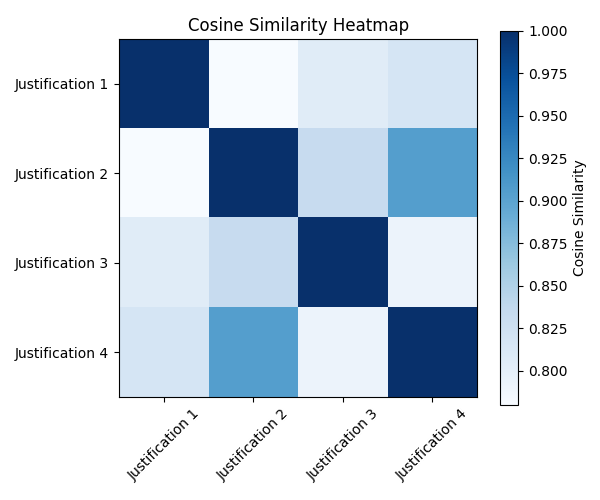 Cosine Similarity Heatmap
Justification 1
Justification 2
Justification 3
Justification 4
Justification 1
Justification 2
Justification 3
Justification 4
1.000
0.975
0.950
0.925
0.900
0.875
0.850
0.825
0.800
Cosine Similarity